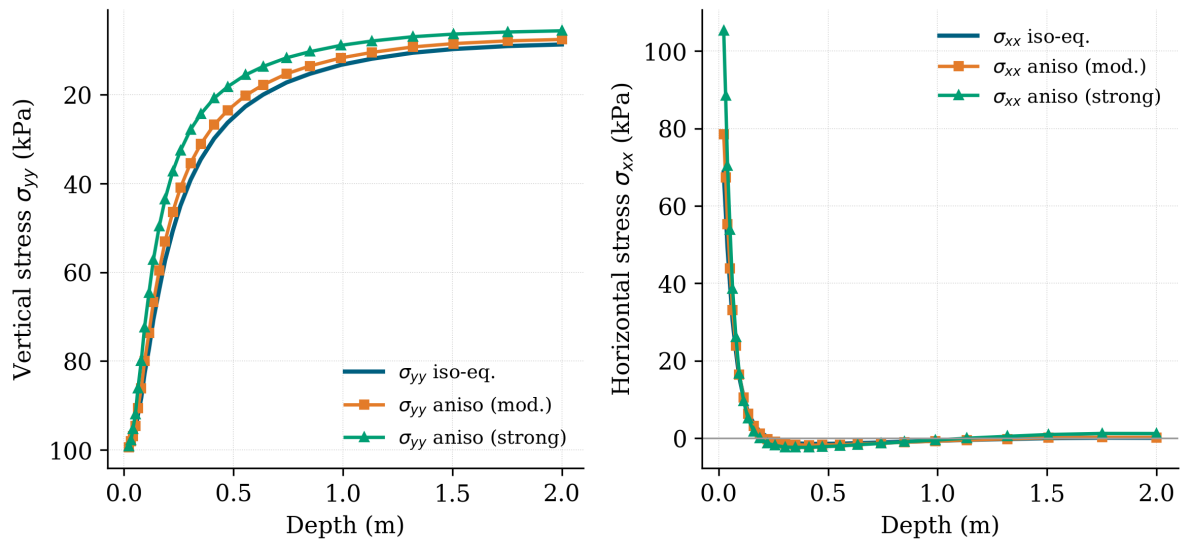 20
40
60
80
100
0.0 0.5 1.0 1.5 2.0
Depth (m)
Vertical stress σyy (kPa)
σyy iso-eq.
σyy aniso (mod.)
σyy aniso (strong)
100
80
60
40
20
0
0.0 0.5 1.0 1.5 2.0
Depth (m)
Horizontal stress σxx (kPa)
σxx iso-eq.
σxx aniso (mod.)
σxx aniso (strong)